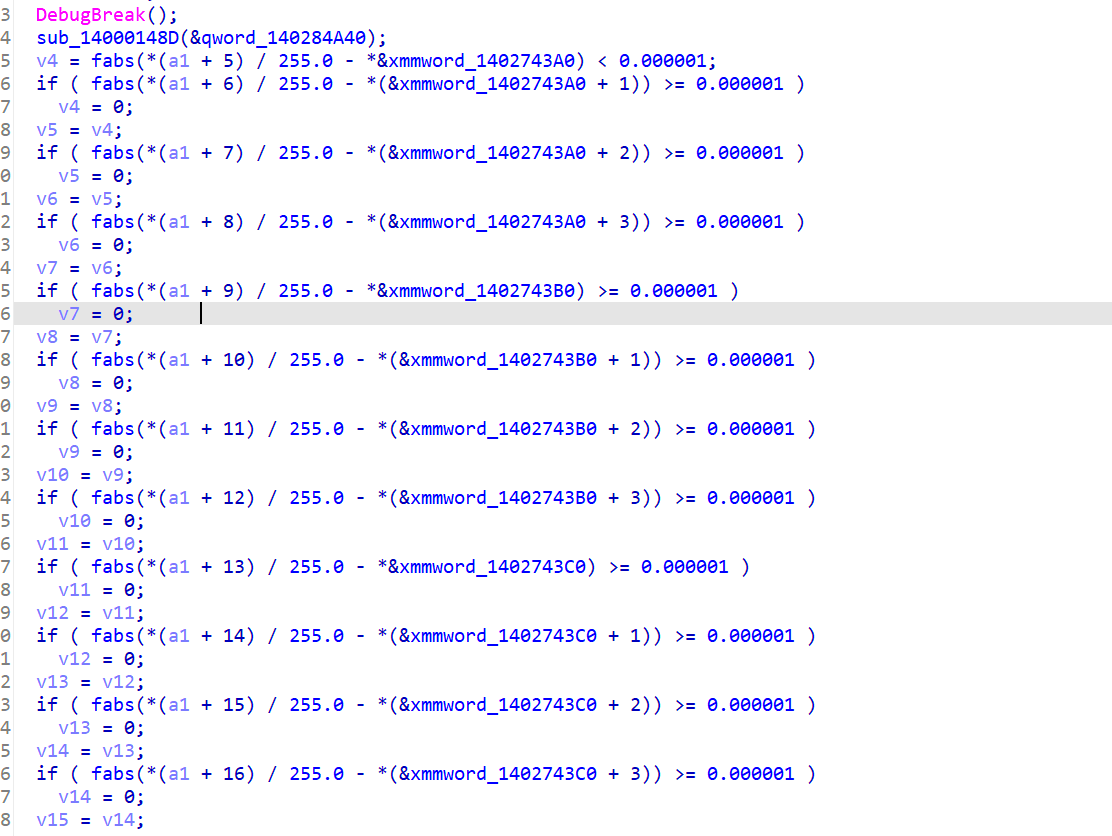 3 DebugBreak();
4 sub_14000148D(&qword_140284A40);
5 v4 = fabs(*(a1 + 5) / 255.0 - *&xmmword_1402743A0) < 0.000001;
6 if ( fabs(*(a1 + 6) / 255.0 - *(&xmmword_1402743A0 + 1)) >= 0.000001 )
7 v4 = 0;
8 v5 = v4;
9 if ( fabs(*(a1 + 7) / 255.0 - *(&xmmword_1402743A0 + 2)) >= 0.000001 )
0 v5 = 0;
1 v6 = v5;
2 if ( fabs(*(a1 + 8) / 255.0 - *(&xmmword_1402743A0 + 3)) >= 0.000001 )
3 v6 = 0;
4 v7 = v6;
5 if ( fabs(*(a1 + 9) / 255.0 - *&xmmword_1402743B0) >= 0.000001 )
6 v7 = 0;
7 v8 = v7;
8 if ( fabs(*(a1 + 10) / 255.0 - *(&xmmword_1402743B0 + 1)) >= 0.000001 )
9 v8 = 0;
0 v9 = v8;
1 if ( fabs(*(a1 + 11) / 255.0 - *(&xmmword_1402743B0 + 2)) >= 0.000001 )
2 v9 = 0;
3 v10 = v9;
4 if ( fabs(*(a1 + 12) / 255.0 - *(&xmmword_1402743B0 + 3)) >= 0.000001 )
5 v10 = 0;
6 v11 = v10;
7 if ( fabs(*(a1 + 13) / 255.0 - *&xmmword_1402743C0) >= 0.000001 )
8 v11 = 0;
9 v12 = v11;
0 if ( fabs(*(a1 + 14) / 255.0 - *(&xmmword_1402743C0 + 1)) >= 0.000001 )
1 v12 = 0;
2 v13 = v12;
3 if ( fabs(*(a1 + 15) / 255.0 - *(&xmmword_1402743C0 + 2)) >= 0.000001 )
4 v13 = 0;
5 v14 = v13;
6 if ( fabs(*(a1 + 16) / 255.0 - *(&xmmword_1402743C0 + 3)) >= 0.000001 )
7 v14 = 0;
8 v15 = v14;